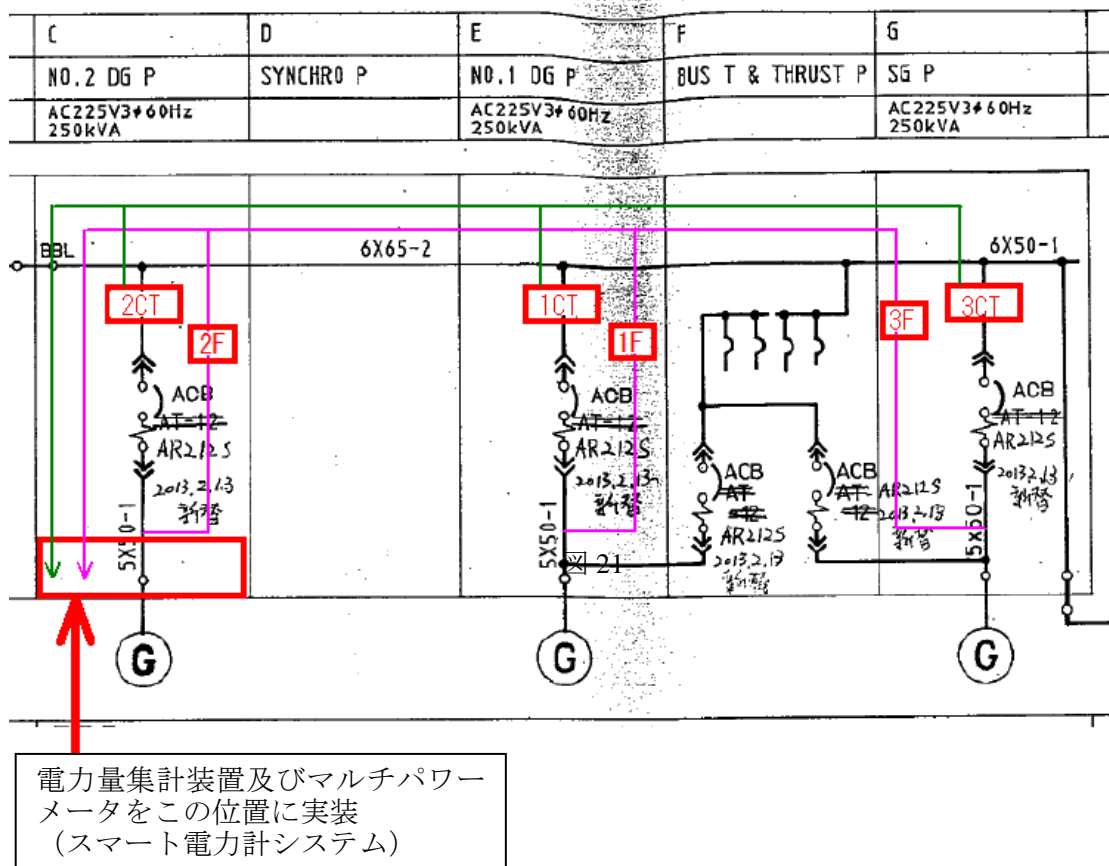 C D E F G
NO.2 DG P SYNCHRO P NO.1 DG P BUS T & THRUST P SG P
AC225V3φ60Hz AC225V3φ60Hz AC225V3φ60Hz
250kVA 250kVA 250kVA
BBL 6X65-2 6X50-1
2CT 1CT 3CT
2F 1F 3F
ACB
AT-12
AR212S
2013.2.13
新替
5X50-1
ACB
AT-12
AR212S
2013.2.13
新替
5X50-1
図 21
ACB
AT
-12
AR212S
2013.2.13
新替
ACB
AT
-12
AR212S
2013.2.13
新替
ACB
AT-12
AR212S
2013.2.13
新替
5X50-1
G G G
電力量集計装置及びマルチパワー
メータをこの位置に実装
（スマート電力計システム）